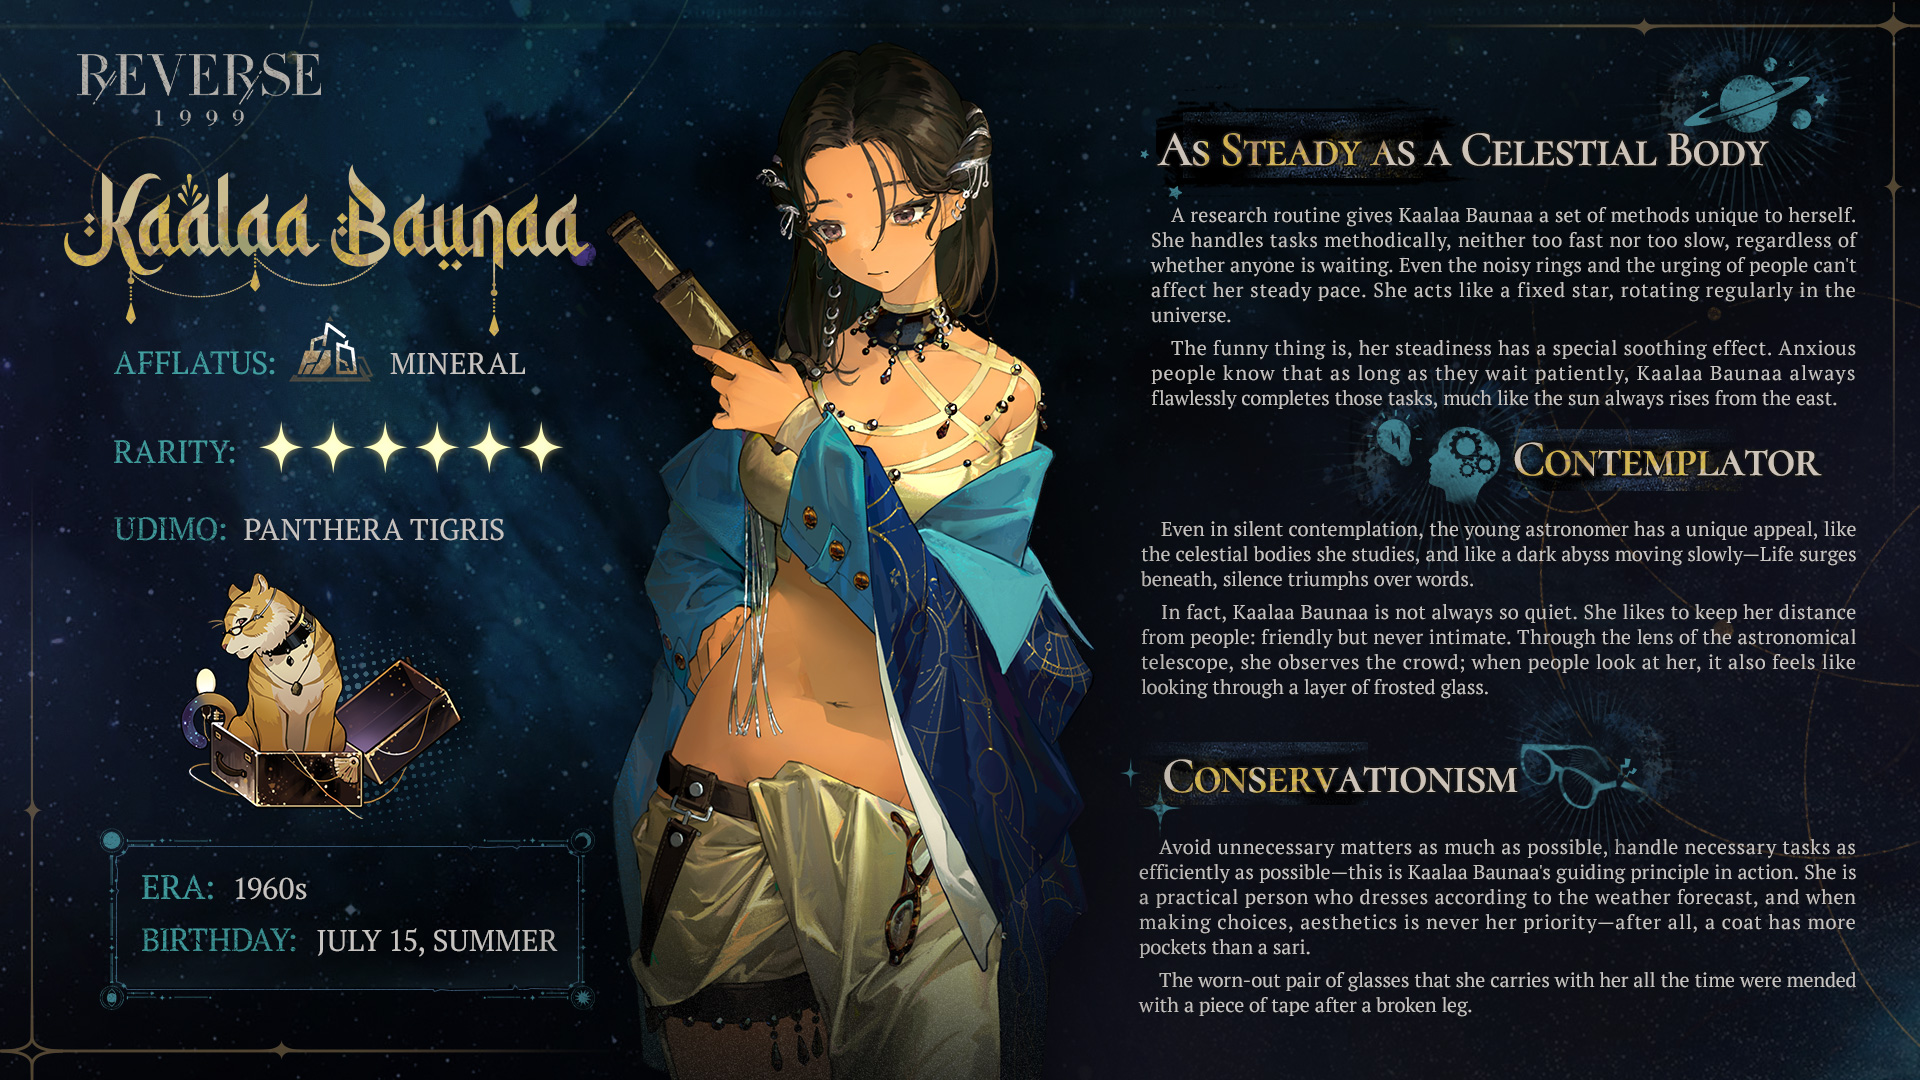 REVERSE
1999
Kaalaa Baunaa
AFFLATUS: MINERAL
RARITY:
UDIMO: PANTHERA TIGRIS
ERA: 1960s
BIRTHDAY: JULY 15, SUMMER
AS STEADY AS A CELESTIAL BODY
A research routine gives Kaalaa Baunaa a set of methods unique to herself.
She handles tasks methodically, neither too fast nor too slow, regardless of
whether anyone is waiting. Even the noisy rings and the urging of people can't
affect her steady pace. She acts like a fixed star, rotating regularly in the
universe.
The funny thing is, her steadiness has a special soothing effect. Anxious
people know that as long as they wait patiently, Kaalaa Baunaa always
flawlessly completes those tasks, much like the sun always rises from the east.
CONTEMPLATOR
Even in silent contemplation, the young astronomer has a unique appeal, like
the celestial bodies she studies, and like a dark abyss moving slowly—Life surges
beneath, silence triumphs over words.
In fact, Kaalaa Baunaa is not always so quiet. She likes to keep her distance
from people: friendly but never intimate. Through the lens of the astronomical
telescope, she observes the crowd; when people look at her, it also feels like
looking through a layer of frosted glass.
CONSERVATIONISM
Avoid unnecessary matters as much as possible, handle necessary tasks as
efficiently as possible—this is Kaalaa Baunaa's guiding principle in action. She is
a practical person who dresses according to the weather forecast, and when
making choices, aesthetics is never her priority—after all, a coat has more
pockets than a sari.
The worn-out pair of glasses that she carries with her all the time were mended
with a piece of tape after a broken leg.